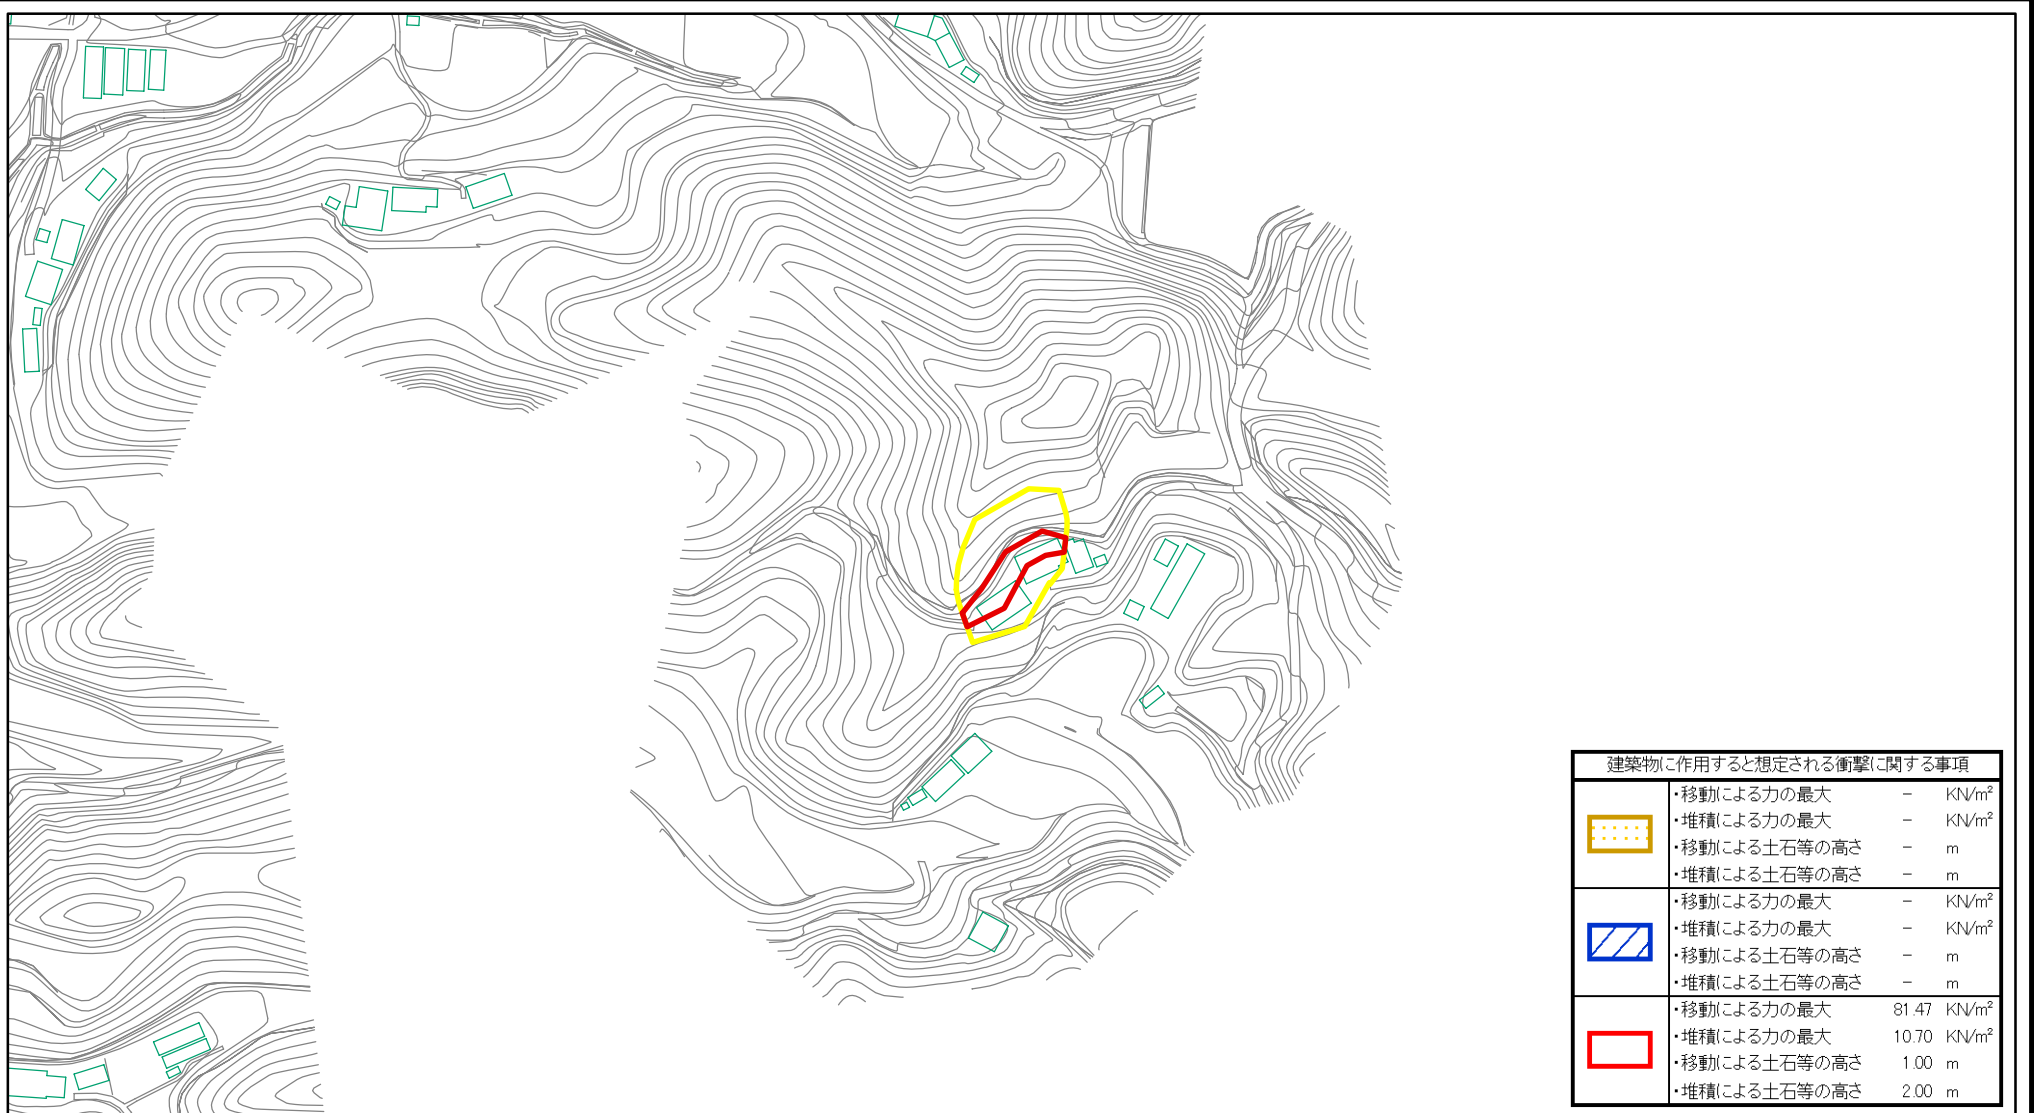 建築物に作用すると想定される衝撃に関する事項
・移動による力の最大 － KN/m²
・堆積による力の最大 － KN/m²
・移動による土石等の高さ － m
・堆積による土石等の高さ － m
・移動による力の最大 － KN/m²
・堆積による力の最大 － KN/m²
・移動による土石等の高さ － m
・堆積による土石等の高さ － m
・移動による力の最大 81.47 KN/m²
・堆積による力の最大 10.70 KN/m²
・移動による土石等の高さ 1.00 m
・堆積による土石等の高さ 2.00 m